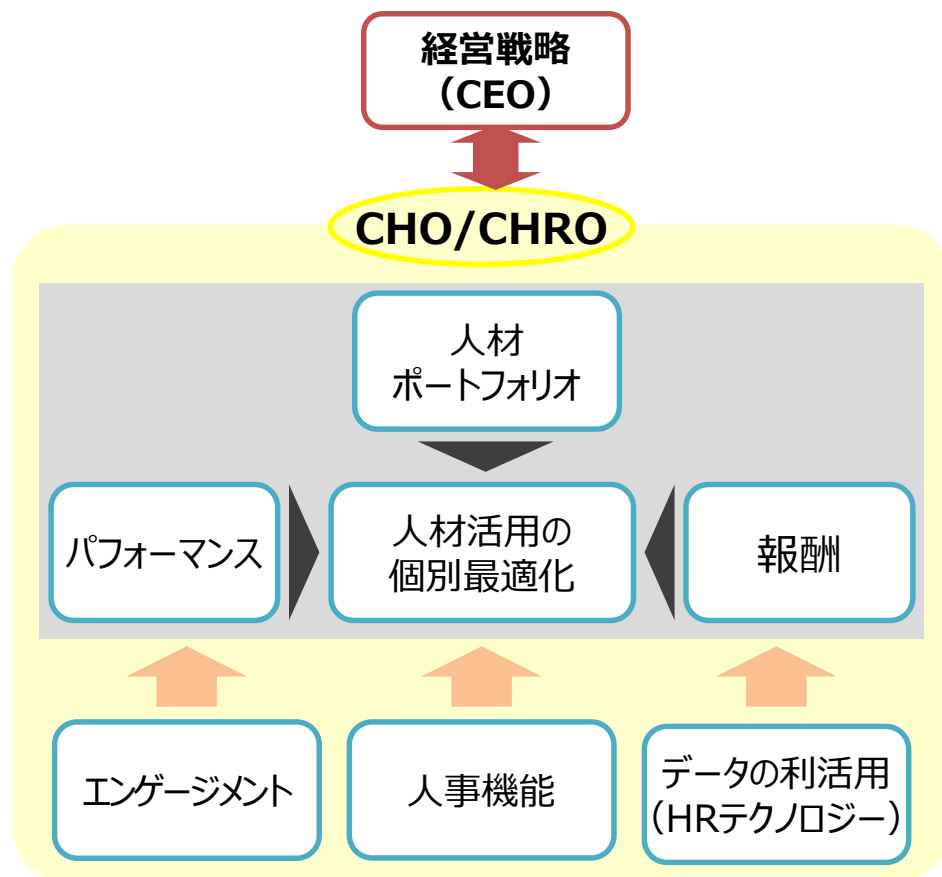 経営戦略
（CEO）
CHO/CHRO
人材
ポートフォリオ
パフォーマンス
人材活用の
個別最適化
報酬
エンゲージメント
人事機能
データの利活用
（HRテクノロジー）